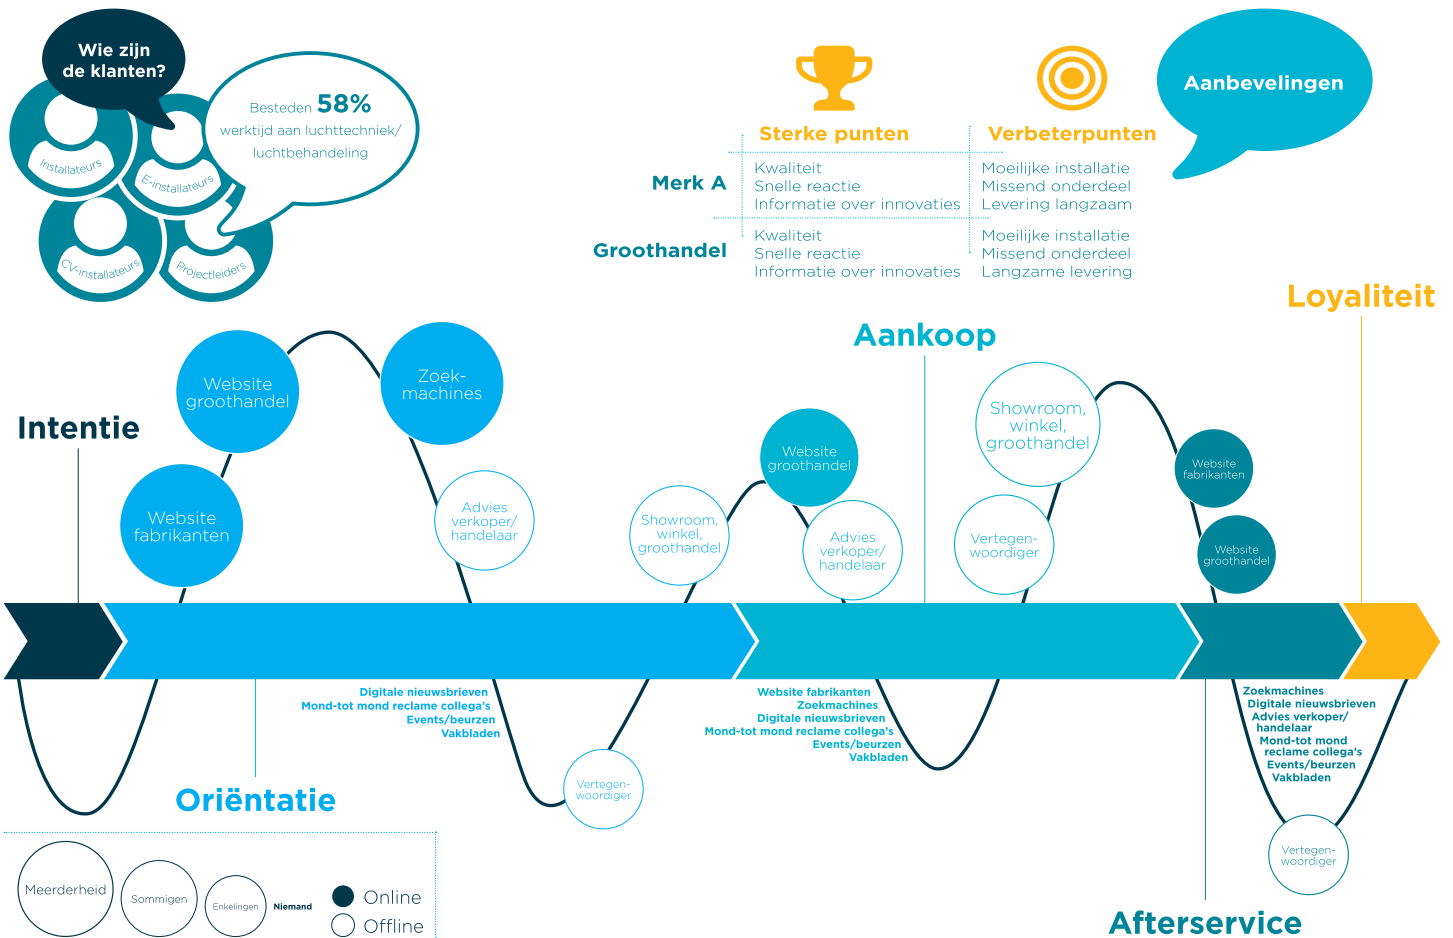 Wie zijn
de klanten?
Besteden 58%
werktijd aan luchttechniek/
luchtbehandeling
Installateurs
E-installateurs
CV-installateurs
Projectleiders
Sterke punten
Verbeterpunten
Aanbevelingen
Merk A
Kwaliteit
Snelle reactie
Informatie over innovaties
Moeilijke installatie
Missend onderdeel
Levering langzaam
Groothandel
Kwaliteit
Snelle reactie
Informatie over innovaties
Moeilijke installatie
Missend onderdeel
Langzame levering
Loyaliteit
Aankoop
Intentie
Website
groothandel
Zoek-
machines
Website
fabrikanten
Advies
verkoper/
handelaar
Showroom,
winkel,
groothandel
Website
groothandel
Advies
verkoper/
handelaar
Showroom,
winkel,
groothandel
Vertegen-
woordiger
Website
fabrikanten
Website
groothandel
Digitale nieuwsbrieven
Mond-tot mond reclame collega's
Events/beurzen
Vakbladen
Vertegen-
woordiger
Website fabrikanten
Zoekmachines
Digitale nieuwsbrieven
Mond-tot mond reclame collega's
Events/beurzen
Vakbladen
Zoekmachines
Digitale nieuwsbrieven
Advies verkoper/
handelaar
Mond-tot mond
reclame collega's
Events/beurzen
Vakbladen
Vertegen-
woordiger
Oriëntatie
Afterservice
Meerderheid
Sommigen
Enkelingen
Niemand
Online
Offline